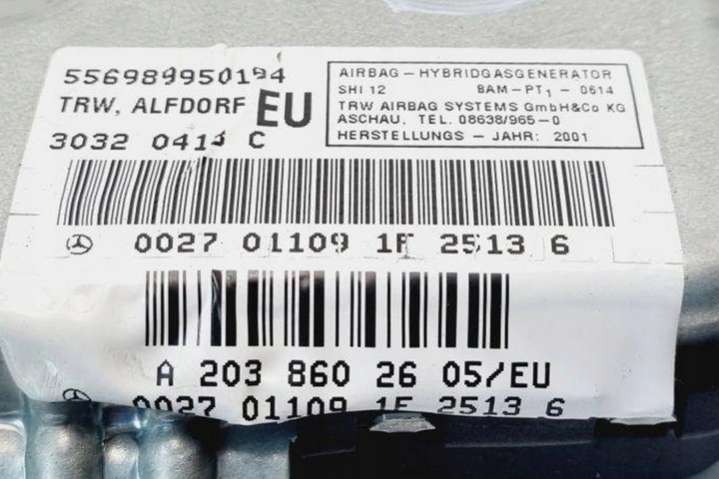 556989950194
TRW, ALFDORF EU
30320414 C
AIRBAG - HYBRIDGASGENERATOR
SHI 12 BAM-PT1 - 0614
TRW AIRBAG SYSTEMS GmbH&Co KG
ASCHAU. TEL. 08638/965-0
HERSTELLUNGS - JAHR: 2001
0027 01109 1F 2513 6
A 203 860 26 05/EU
0027 01109 1F 2513 6